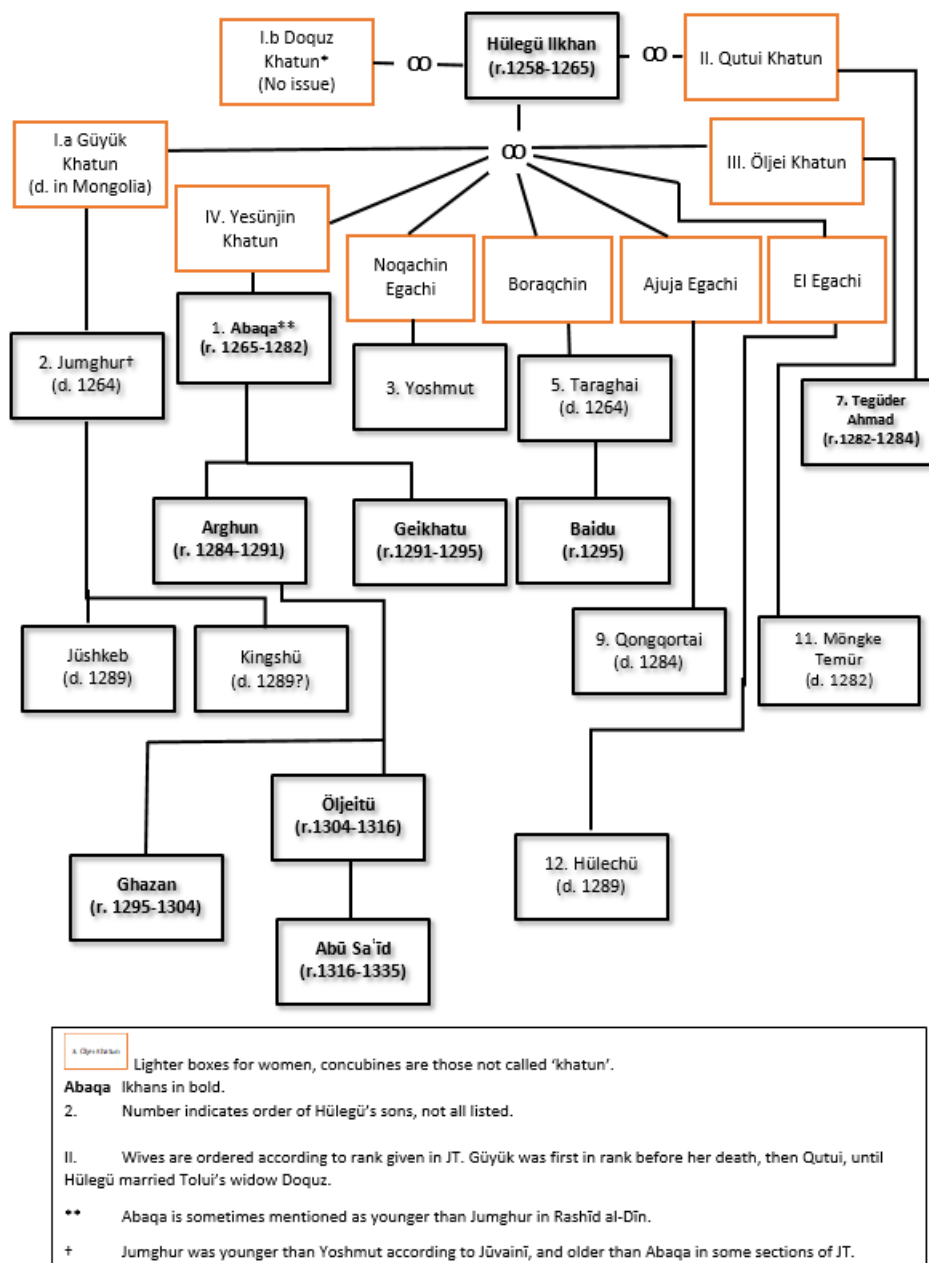 I.b Doquz
Khatun*
(No issue)
ꝏ
Hülegü Ilkhan
(r.1258-1265)
ꝏ
II. Qutui Khatun
I.a Güyük
Khatun
(d. in Mongolia)
ꝏ
III. Öljei Khatun
IV. Yesünjin
Khatun
Noqachin
Egachi
Boraqchin
Ajuja Egachi
El Egachi
2. Jumghur†
(d. 1264)
1. Abaqa**
(r. 1265-1282)
3. Yoshmut
5. Taraghai
(d. 1264)
7. Tegüder
Ahmad
(r.1282-1284)
Arghun
(r. 1284-1291)
Geikhatu
(r.1291-1295)
Baidu
(r.1295)
Jüshkeb
(d. 1289)
Kingshü
(d. 1289?)
9. Qongqortai
(d. 1284)
11. Möngke
Temür
(d. 1282)
Öljeitü
(r.1304-1316)
Ghazan
(r. 1295-1304)
12. Hülechü
(d. 1289)
Abū Saʿīd
(r.1316-1335)
Öljei Khatun
Lighter boxes for women, concubines are those not called ‘khatun’.
Abaqa Ikhans in bold.
2. Number indicates order of Hülegü’s sons, not all listed.
II. Wives are ordered according to rank given in JT. Güyük was first in rank before her death, then Qutui, until
Hülegü married Tolui’s widow Doquz.
** Abaqa is sometimes mentioned as younger than Jumghur in Rashīd al-Dīn.
† Jumghur was younger than Yoshmut according to Jūvainī, and older than Abaqa in some sections of JT.